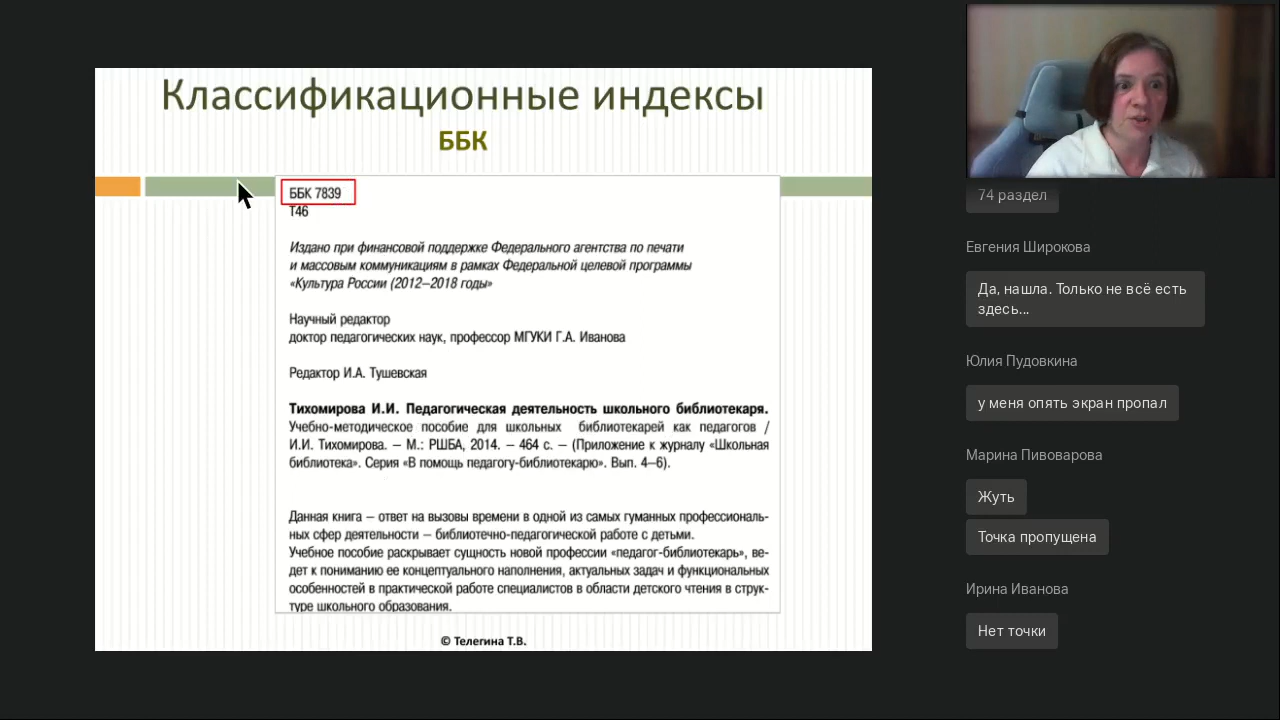 Классификационные индексы
ББК
ББК 7839
Т46
Издано при финансовой поддержке Федерального агентства по печати
и массовым коммуникациям в рамках Федеральной целевой программы
«Культура России (2012–2018 годы»
Научный редактор
доктор педагогических наук, профессор МГУКИ Г.А. Иванова
Редактор И.А. Тушевская
Тихомирова И.И. Педагогическая деятельность школьного библиотекаря.
Учебно-методическое пособие для школьных библиотекарей как педагогов /
И.И. Тихомирова. – М.: РШБА, 2014. – 464 с. – (Приложение к журналу «Школьная
библиотека». Серия «В помощь педагогу-библиотекарю». Вып. 4–6).
Данная книга – ответ на вызовы времени в одной из самых гуманных профессиональ-
ных сфер деятельности – библиотечно-педагогической работе с детьми.
Учебное пособие раскрывает сущность новой профессии «педагог-библиотекарь», ве-
дет к пониманию ее концептуального наполнения, актуальных задач и функциональных
особенностей в практической работе специалистов в области детского чтения в струк-
туре школьного образования.
© Телегина Т.В.
74 раздел
Евгения Широкова
Да, нашла. Только не всё есть
здесь...
Юлия Пудовкина
у меня опять экран пропал
Марина Пивоварова
Жуть
Точка пропущена
Ирина Иванова
Нет точки